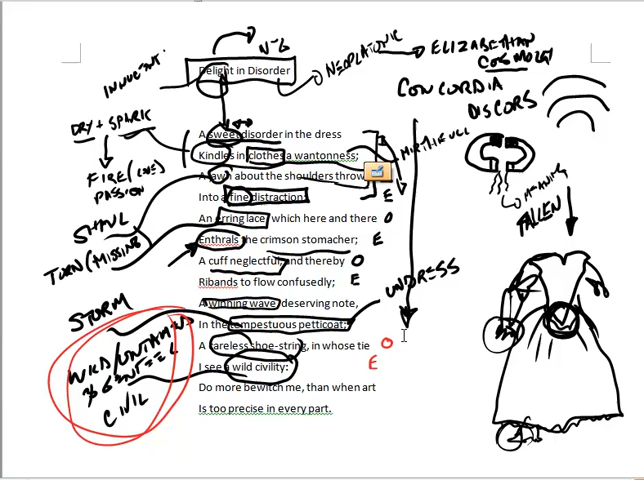 N-G
Delight in Disorder
INNOCENT
NEOPLATONIC
ELIZABETHAN
COSMOLOGY
CONCORDIA
DISCORS
DRY + SPARK
FIRE (LOVE)
PASSION
SHAWL
TORN/MISSING
STORM
WILD/UNTAMED
CIVIL
A sweet disorder in the dress
Kindles in clothes a wantonness;
A lawn about the shoulders thrown
Into a fine distraction;
An erring lace, which here and there
Enthrals the crimson stomacher;
A cuff neglectful, and thereby
Ribands to flow confusedly;
A winning wave, deserving note,
In the tempestuous petticoat;
A careless shoe-string, in whose tie
I see a wild civility:
Do more bewitch me, than when art
Is too precise in every part.
E
O
E
O
E
O
E
MIRTHFULL
UNDRESS
MEANING
FALLEN